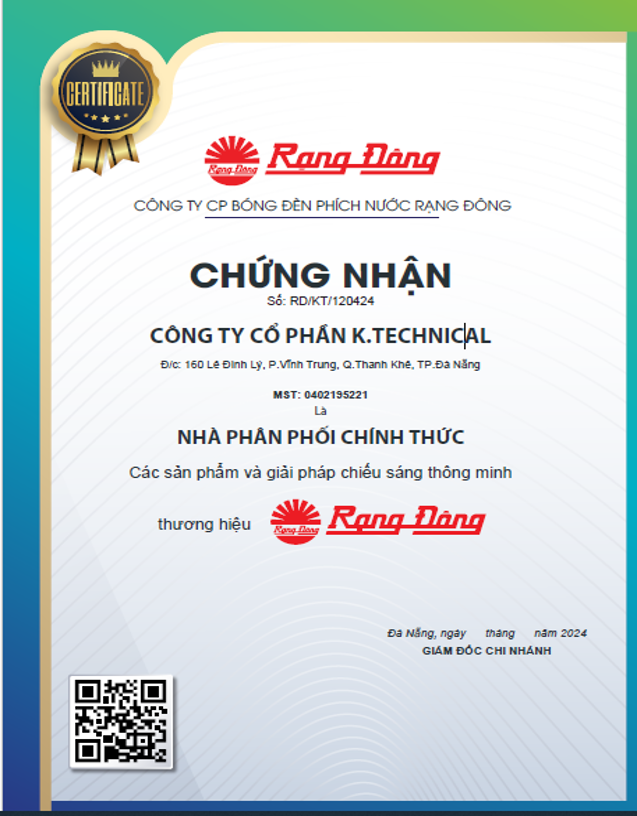 CERTIFICATE
Rạng Đông
Rạng Đông
CÔNG TY CP BÓNG ĐÈN PHÍCH NƯỚC RẠNG ĐÔNG
CHỨNG NHẬN
Số: RD/KT/120424
CÔNG TY CỔ PHẦN K.TECHNICAL
Đ/c: 160 Lê Đình Lý, P.Vĩnh Trung, Q.Thanh Khê, TP.Đà Nẵng
MST: 0402195221
Là
NHÀ PHÂN PHỐI CHÍNH THỨC
Các sản phẩm và giải pháp chiếu sáng thông minh
thương hiệu Rạng Đông Rạng Đông
Đà Nẵng, ngày tháng năm 2024
GIÁM ĐỐC CHI NHÁNH